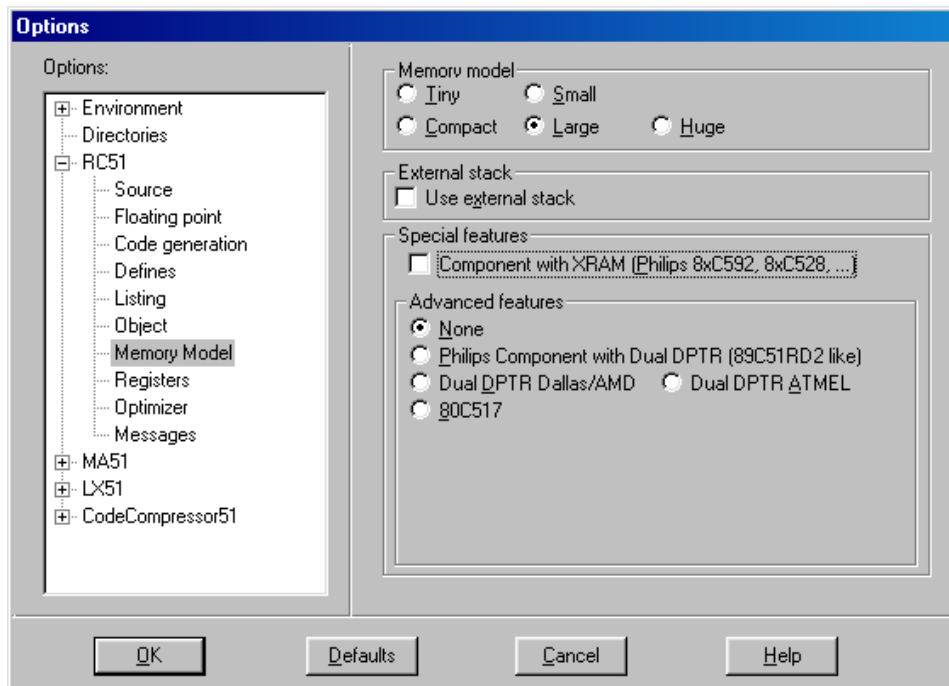 Options
Options:
Environment
Directories
RC51
Source
Floating point
Code generation
Defines
Listing
Object
Memory Model
Registers
Optimizer
Messages
MA51
LX51
CodeCompressor51
Memory model
Tiny Small
Compact Large Huge
External stack
Use external stack
Special features
Component with XRAM (Philips 8xC592, 8xC528, ...)
Advanced features
None
Philips Component with Dual DPTR (89C51RD2 like)
Dual DPTR Dallas/AMD Dual DPTR ATMEL
80C517
OK Defaults Cancel Help